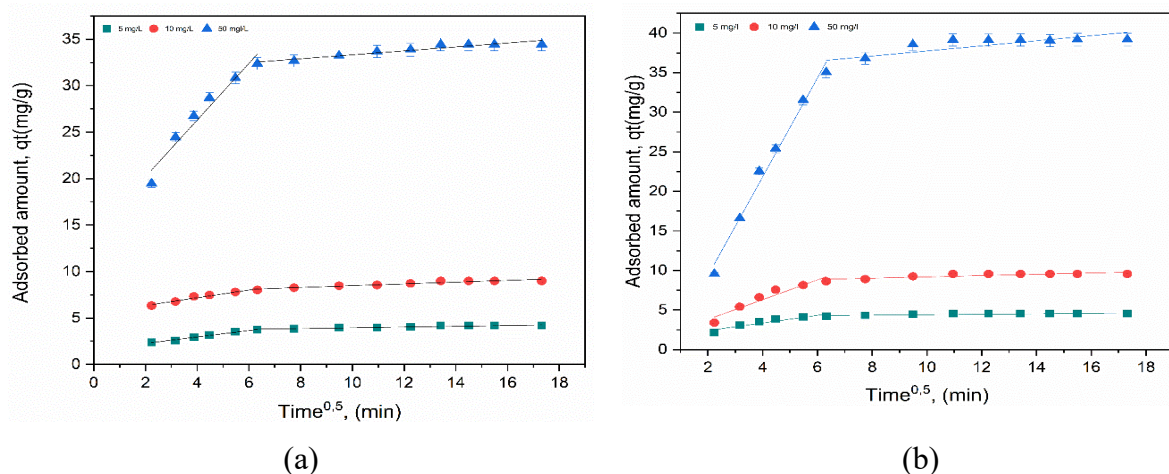 5 mg/L 10 mg/L 50 mg/L
Adsorbed amount, qt(mg/g)
35
30
25
20
15
10
5
0
0 2 4 6 8 10 12 14 16 18
Time0,5, (min)
(a)
5 mg/l 10 mg/l 50 mg/l
Adsorbed amount, qt(mg/g)
40
35
30
25
20
15
10
5
0
2 4 6 8 10 12 14 16 18
Time0,5, (min)
(b)